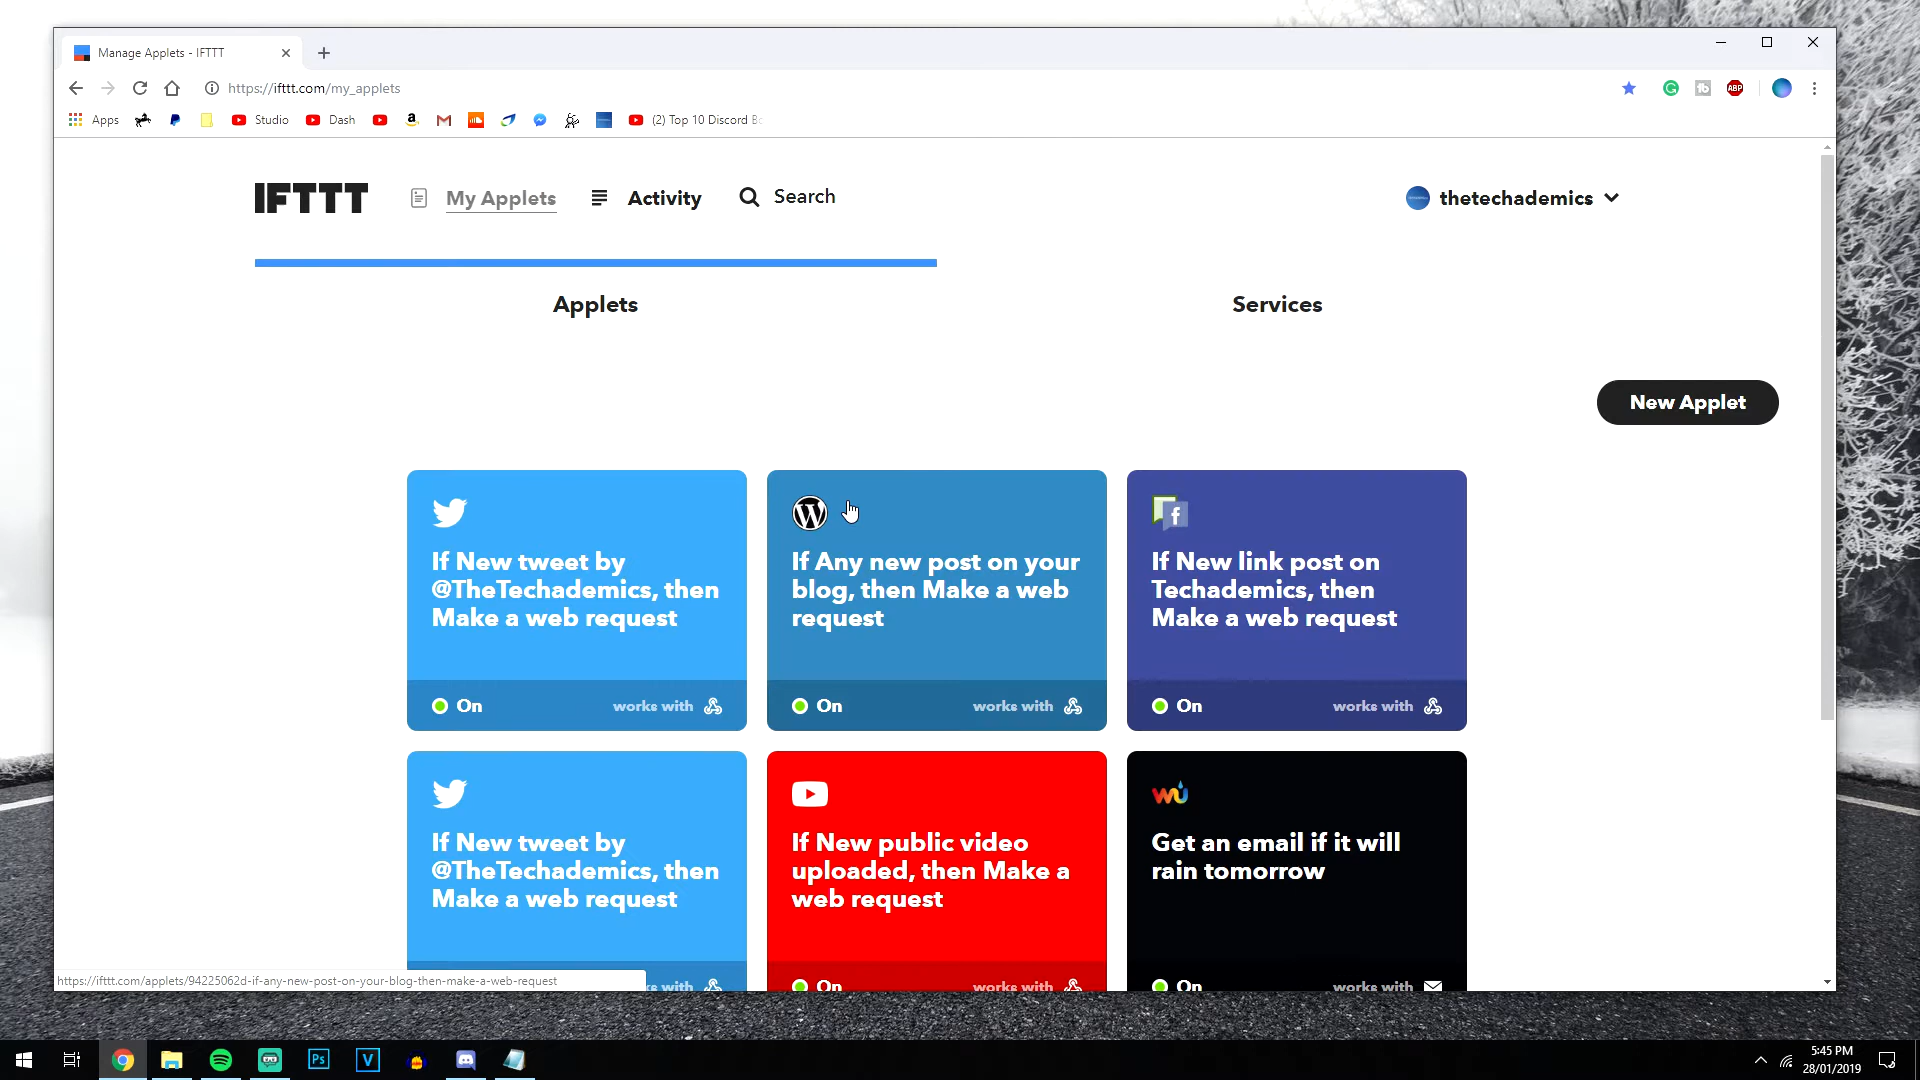 Manage Applets - IFTTT
https://ifttt.com/my_applets
ABP
Apps
Studio
Dash
(2) Top 10 Discord Bo
IFTTT
My Applets
Activity
Search
thetechademics
Applets
Services
New Applet
If New tweet by
@TheTechademics, then
Make a web request
On
works with
If Any new post on your
blog, then Make a web
request
On
works with
If New link post on
Techademics, then
Make a web request
On
works with
If New tweet by
@TheTechademics, then
Make a web request
ks with
If New public video
uploaded, then Make a
web request
On
works with
Get an email if it will
rain tomorrow
On
works with
https://ifttt.com/applets/94225062d-if-any-new-post-on-your-blog-then-make-a-web-request
Ps
V
5:45 PM
28/01/2019